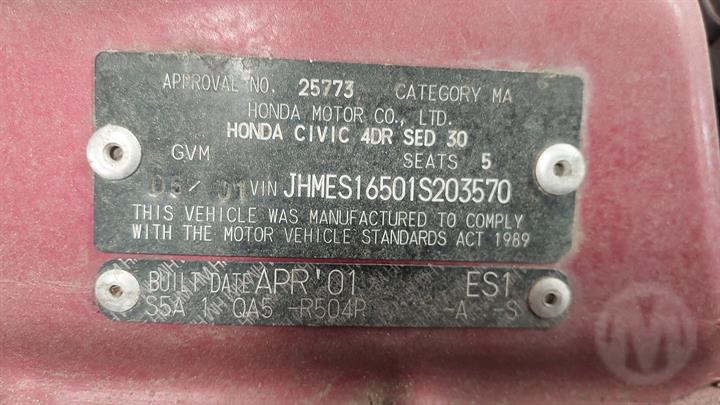 APPROVAL NO. 25773 CATEGORY MA
HONDA MOTOR CO., LTD.
HONDA CIVIC 4DR SED 30
GVM SEATS 5
05/ 01 VIN JHMES16501S203570
THIS VEHICLE WAS MANUFACTURED TO COMPLY
WITH THE MOTOR VEHICLE STANDARDS ACT 1989
BUILT DATE APR'01 ES1
S5A 1 QA5 -R504P -A -S
M